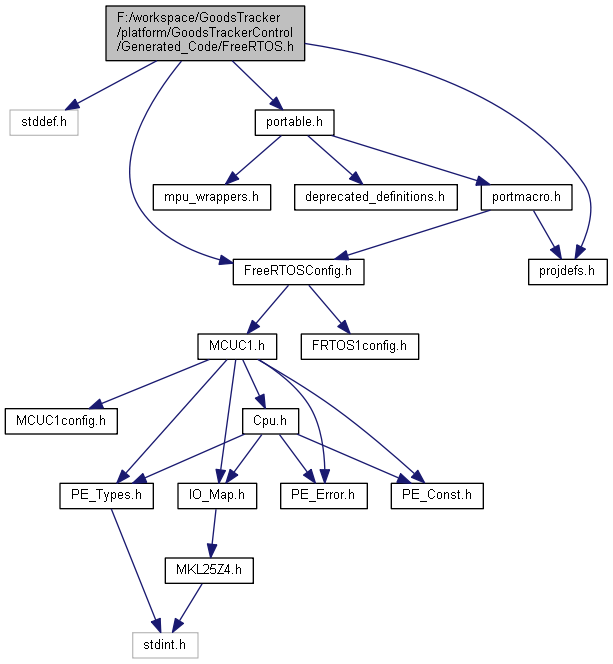 F:/workspace/GoodsTracker
/platform/GoodsTrackerControl
/Generated_Code/FreeRTOS.h
stddef.h
portable.h
mpu_wrappers.h
deprecated_definitions.h
portmacro.h
FreeRTOSConfig.h
projdefs.h
MCUC1.h
FRTOS1config.h
MCUC1config.h
Cpu.h
PE_Types.h
IO_Map.h
PE_Error.h
PE_Const.h
MKL25Z4.h
stdint.h